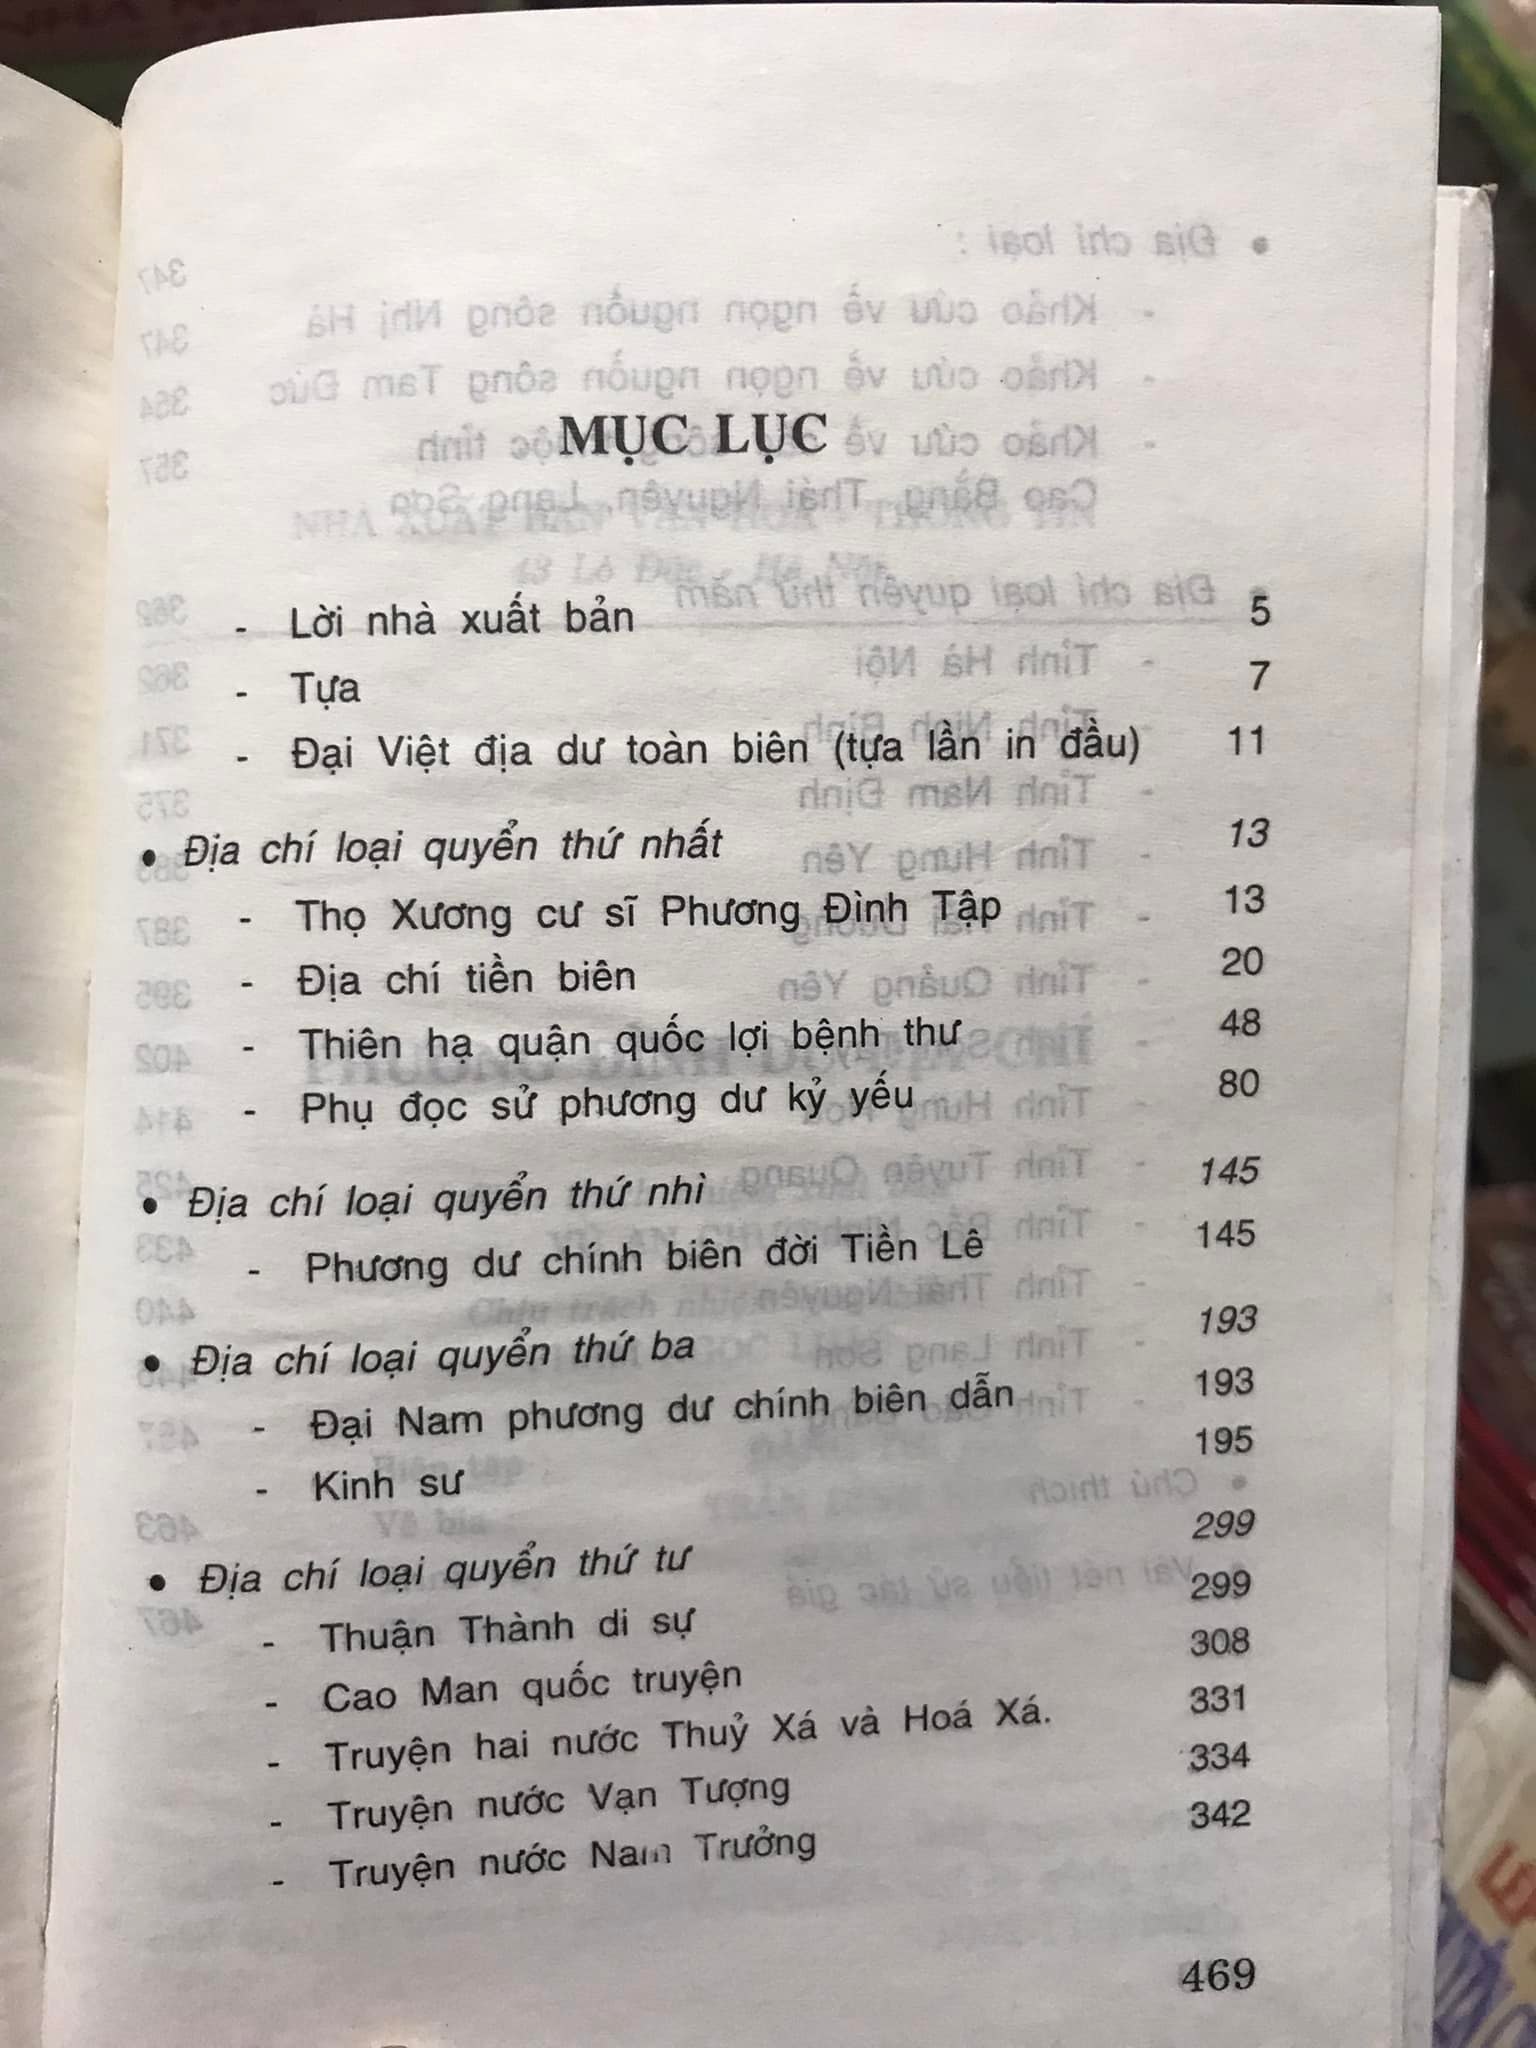 MỤC LỤC
- Lời nhà xuất bản 5
- Tựa 7
- Đại Việt địa dư toàn biên (tựa lần in đầu) 11
• Địa chí loại quyển thứ nhất 13
- Thọ Xương cư sĩ Phương Đình Tập 13
- Địa chí tiền biên 20
- Thiên hạ quận quốc lợi bệnh thư 48
- Phụ đọc sử phương dư kỷ yếu 80
• Địa chí loại quyển thứ nhì 145
- Phương dư chính biên đời Tiền Lê 145
• Địa chí loại quyển thứ ba 193
- Đại Nam phương dư chính biên dẫn 193
- Kinh sư 195
• Địa chí loại quyển thứ tư 299
- Thuận Thành di sự 299
- Cao Man quốc truyện 308
- Truyện hai nước Thuỷ Xá và Hoá Xá. 331
- Truyện nước Vạn Tượng 334
- Truyện nước Nam Trưởng 342
469